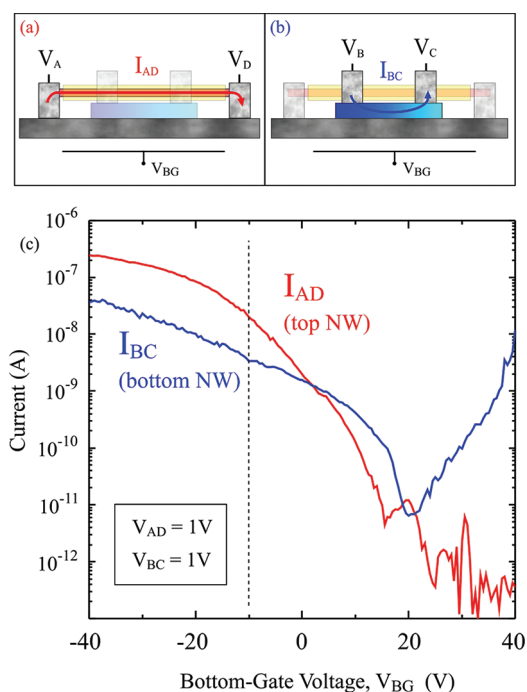 (a)
I_AD
V_A
V_D
V_BG
(b)
V_B
V_C
I_BC
V_BG
(c)
10^-6
10^-7
10^-8
10^-9
10^-10
10^-11
10^-12
Current (A)
I_AD
(top NW)
I_BC
(bottom NW)
V_AD = 1V
V_BC = 1V
-40
-20
0
20
40
Bottom-Gate Voltage, V_BG (V)